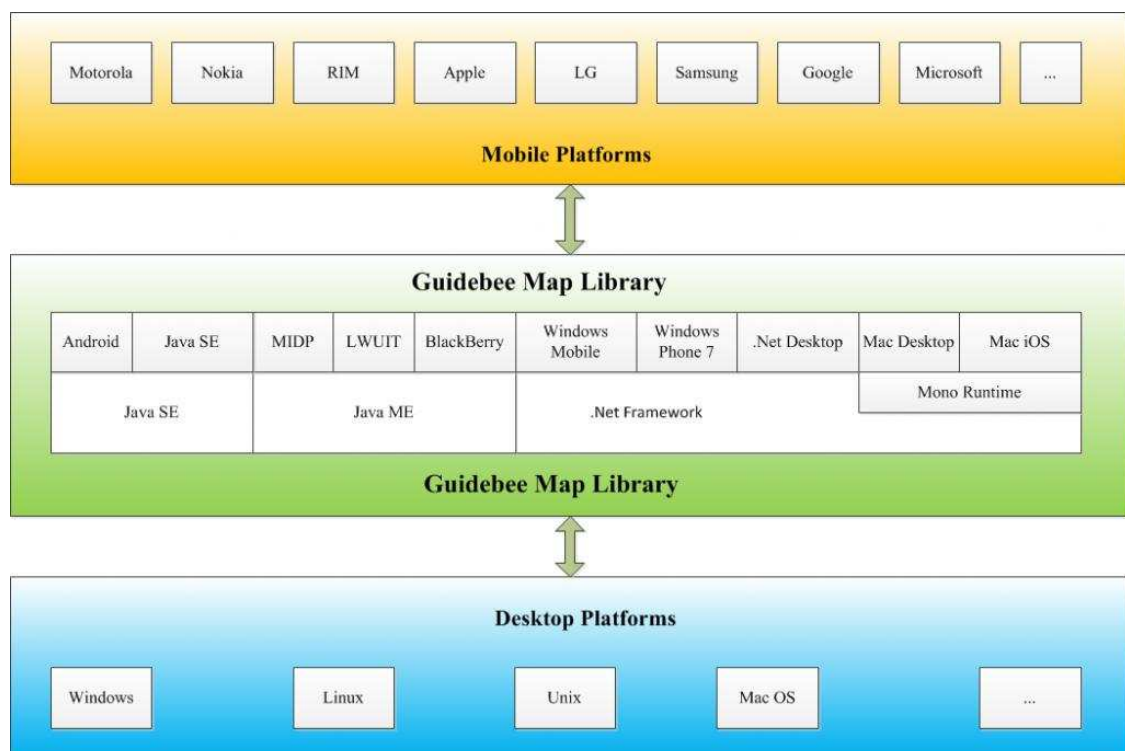 Motorola Nokia RIM Apple LG Samsung Google Microsoft ...
Mobile Platforms
Guidebee Map Library
Android Java SE MIDP LWUIT BlackBerry Windows Mobile Windows Phone 7 .Net Desktop Mac Desktop Mac iOS
Java SE Java ME .Net Framework Mono Runtime
Guidebee Map Library
Desktop Platforms
Windows Linux Unix Mac OS ...